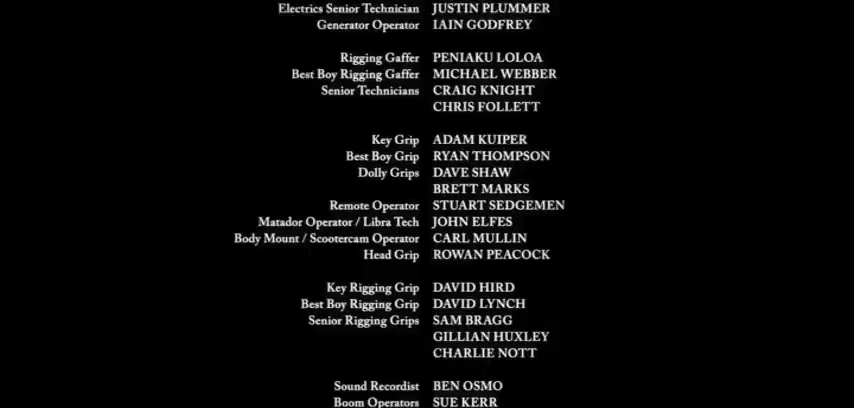 Electrics Senior Technician JUSTIN PLUMMER
Generator Operator IAIN GODFREY
Rigging Gaffer PENIAKU LOLOA
Best Boy Rigging Gaffer MICHAEL WEBBER
Senior Technicians CRAIG KNIGHT
CHRIS FOLLETT
Key Grip ADAM KUIPER
Best Boy Grip RYAN THOMPSON
Dolly Grips DAVE SHAW
BRETT MARKS
Remote Operator STUART SEDGEMEN
Matador Operator / Libra Tech JOHN ELFES
Body Mount / Scootercam Operator CARL MULLIN
Head Grip ROWAN PEACOCK
Key Rigging Grip DAVID HIRD
Best Boy Rigging Grip DAVID LYNCH
Senior Rigging Grips SAM BRAGG
GILLIAN HUXLEY
CHARLIE NOTT
Sound Recordist BEN OSMO
Boom Operators SUE KERR